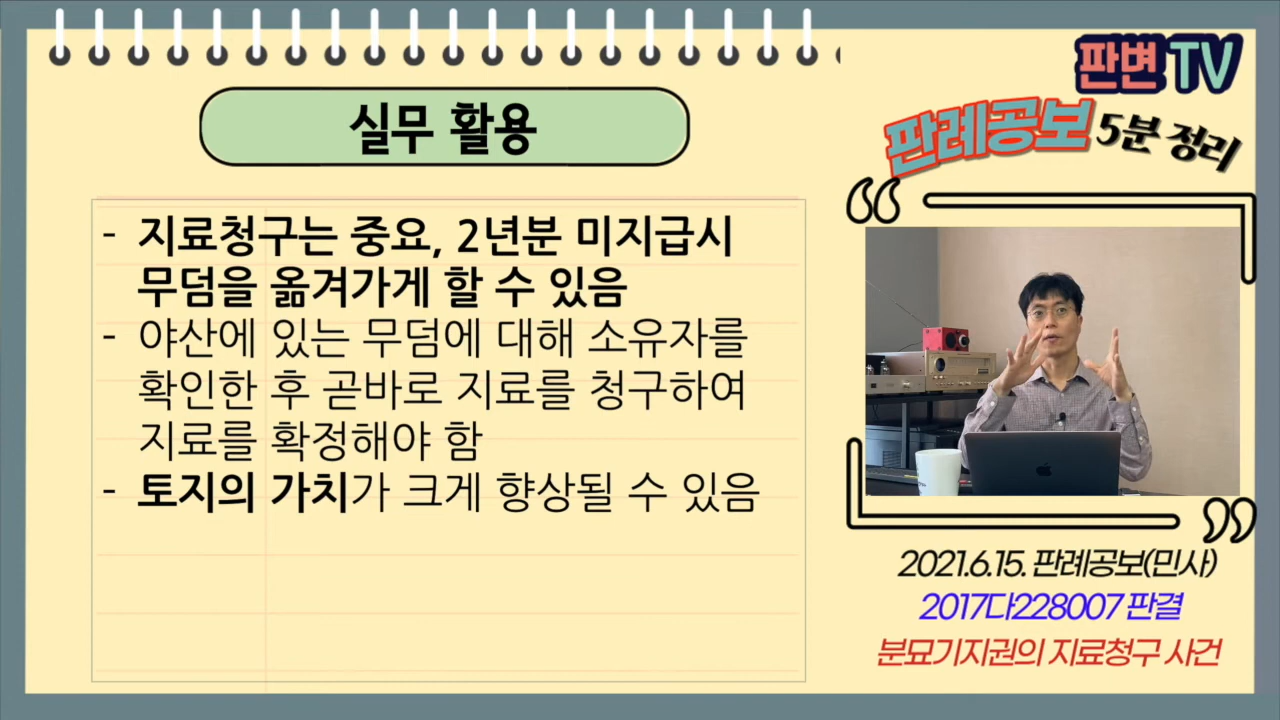 판변 TV
판례공보 5분 정리
실무 활용
- 지료청구는 중요, 2년분 미지급시
무덤을 옮겨가게 할 수 있음
- 야산에 있는 무덤에 대해 소유자를
확인한 후 곧바로 지료를 청구하여
지료를 확정해야 함
- 토지의 가치가 크게 향상될 수 있음
2021.6.15. 판례공보(민사)
2017다228007 판결
분묘기지권의 지료청구 사건